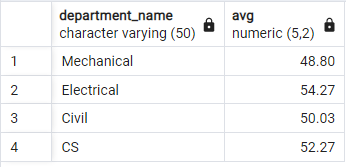 department_name avg
character varying (50) numeric (5,2)
1 Mechanical 48.80
2 Electrical 54.27
3 Civil 50.03
4 CS 52.27